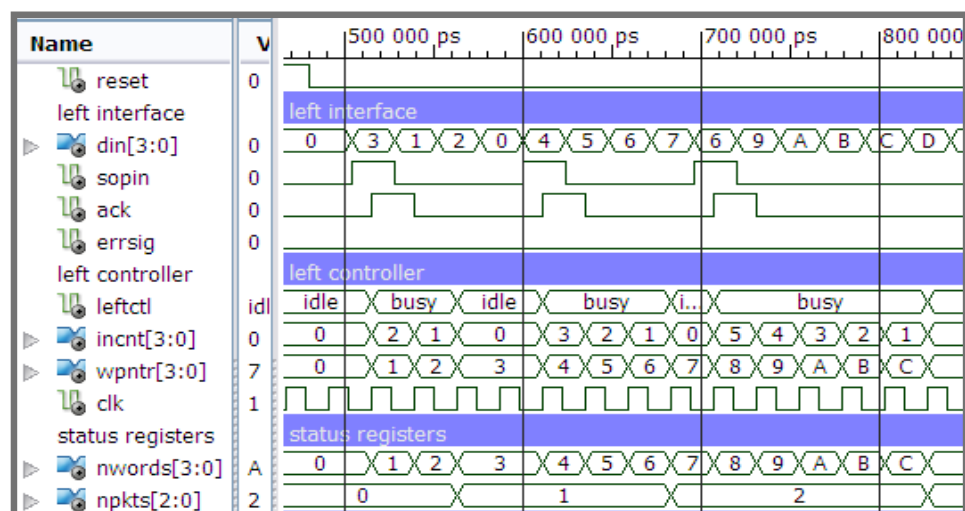 Name V 500 000 ps 600 000 ps 700 000 ps 800 000
reset 0
left interface left interface
din[3:0] 0 0 3 1 2 0 4 5 6 7 6 9 A B C D
sopin 0
ack 0
errsig 0
left controller left controller
leftctl idl idle busy idle busy i... busy
incnt[3:0] 0 0 2 1 0 3 2 1 0 5 4 3 2 1
wpntr[3:0] 7 0 1 2 3 4 5 6 7 8 9 A B C
clk 1
status registers status registers
nwords[3:0] A 0 1 2 3 4 5 6 7 8 9 A B C
npkts[2:0] 2 0 1 2